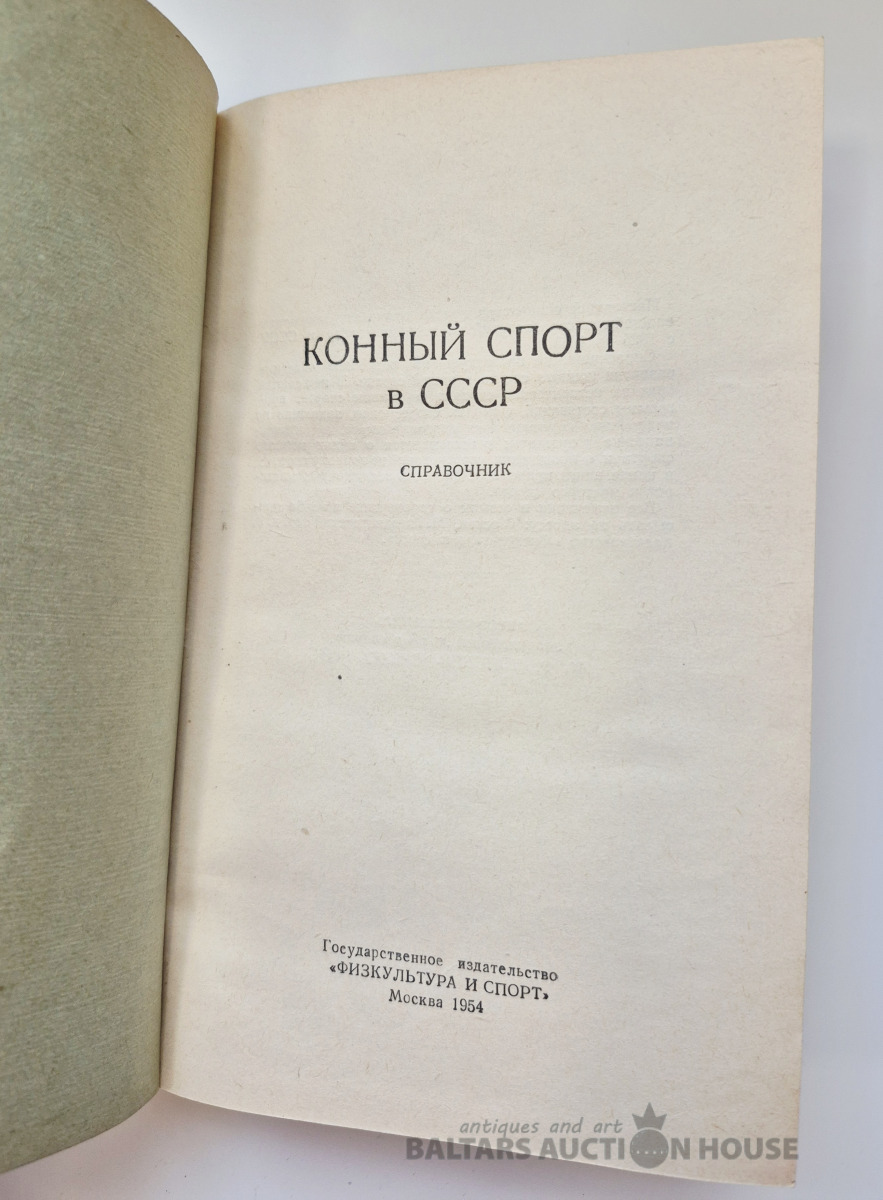 КОННЫЙ СПОРТ
в СССР
СПРАВОЧНИК
Государственное издательство
«ФИЗКУЛЬТУРА И СПОРТ»
Москва 1954
antiques and art
BALTARS AUCTION HOUSE